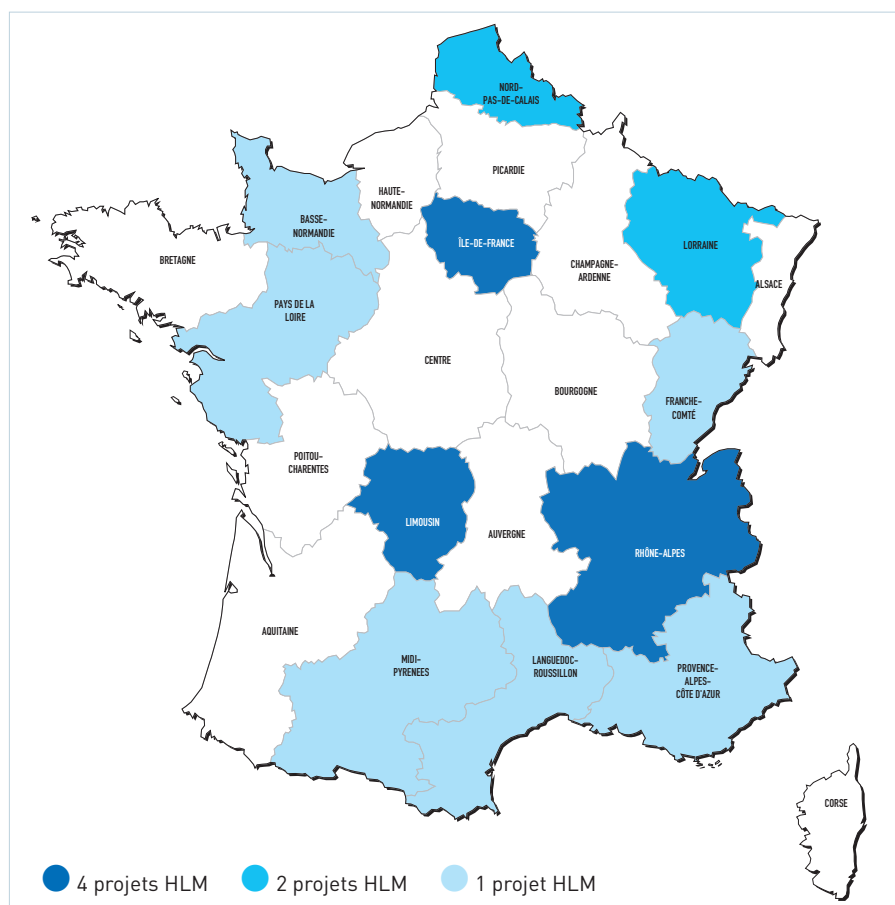 NORD-
PAS-DE-CALAIS
PICARDIE
HAUTE-
NORMANDIE
BASSE-
NORMANDIE
ÎLE-DE-FRANCE
LORRAINE
CHAMPAGNE-
ARDENNE
BRETAGNE
ALSACE
PAYS DE LA
LOIRE
CENTRE
BOURGOGNE
FRANCHE-
COMTÉ
POITOU-
CHARENTES
LIMOUSIN
AUVERGNE
RHÔNE-ALPES
AQUITAINE
MIDI-
PYRENEES
LANGUEDOC-
ROUSSILLON
PROVENCE-
ALPES-
CÔTE D'AZUR
CORSE
4 projets HLM
2 projets HLM
1 projet HLM